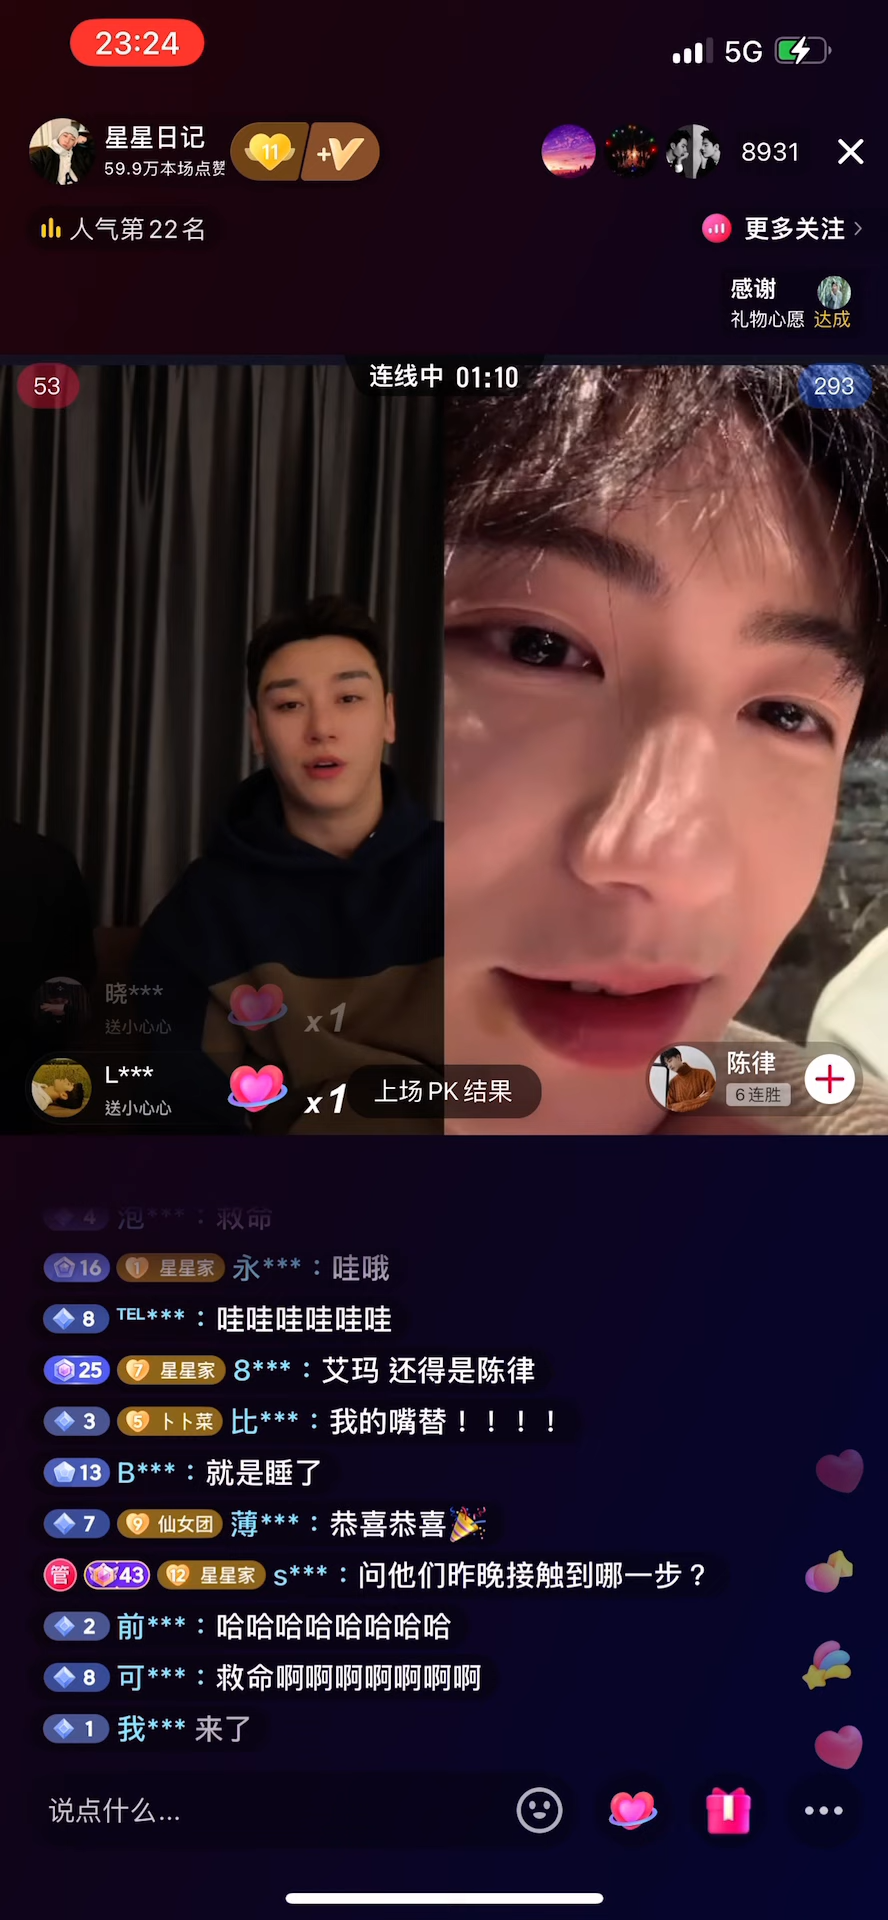 23:24
5G
星星日记
59.9万本场点赞
11
+V
8931
人气第22名
更多关注
感谢
礼物心愿 达成
53
连线中 01:10
293
晓***
送小心心
x1
L***
送小心心
x1
上场PK结果
陈律
6连胜
4 泡***：救命
16 1 星星家 永***：哇哦
8 TEL***：哇哇哇哇哇哇
25 7 星星家 8***：艾玛 还得是陈律
3 5 卜卜菜 比***：我的嘴替！！！！
13 B***：就是睡了
7 9 仙女团 薄***：恭喜恭喜🎉
管 43 12 星星家 s***：问他们昨晚接触到哪一步？
2 前***：哈哈哈哈哈哈哈哈
8 可***：救命啊啊啊啊啊啊啊
1 我*** 来了
说点什么...